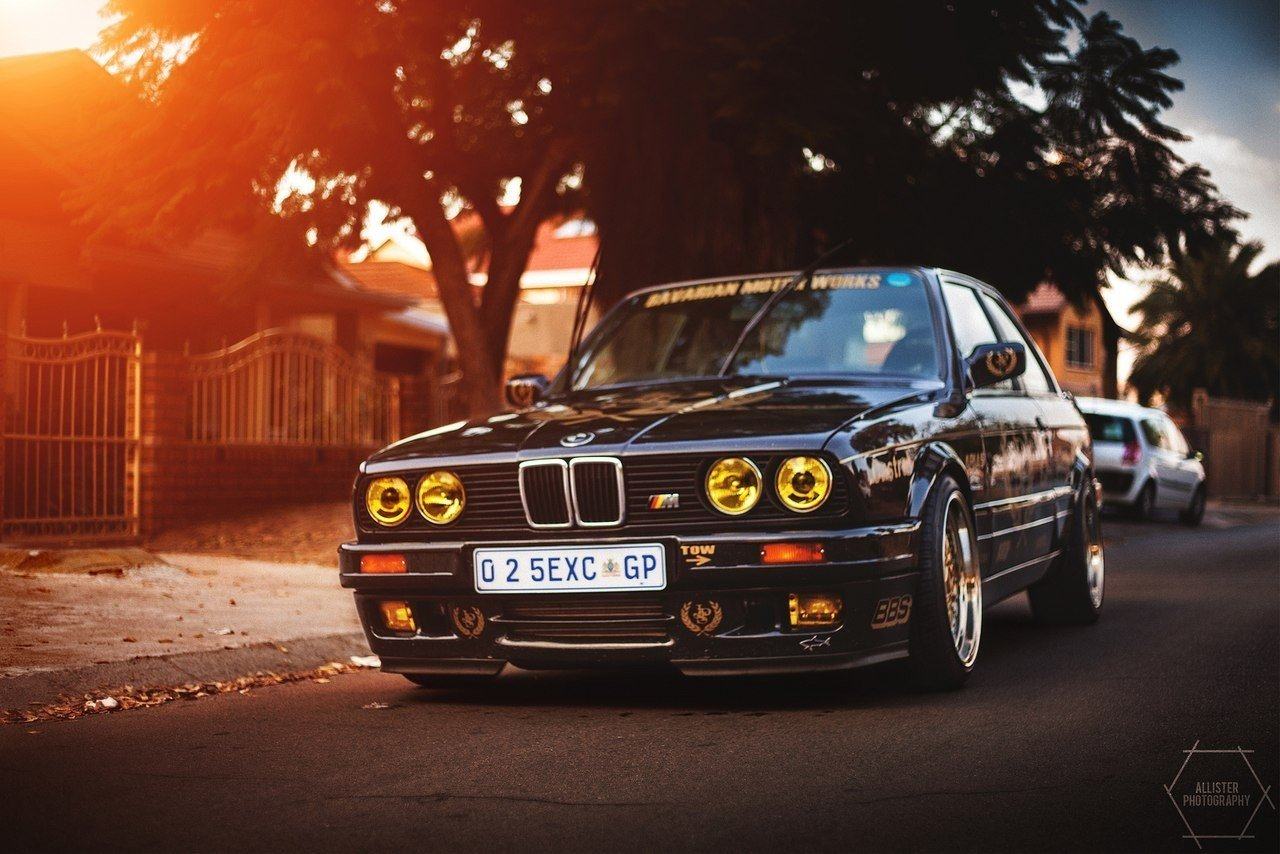 BAVARIAN MOTOR WORKS
M
TOW
0 2 5EXC GP
BBS
ALLISTER
PHOTOGRAPHY